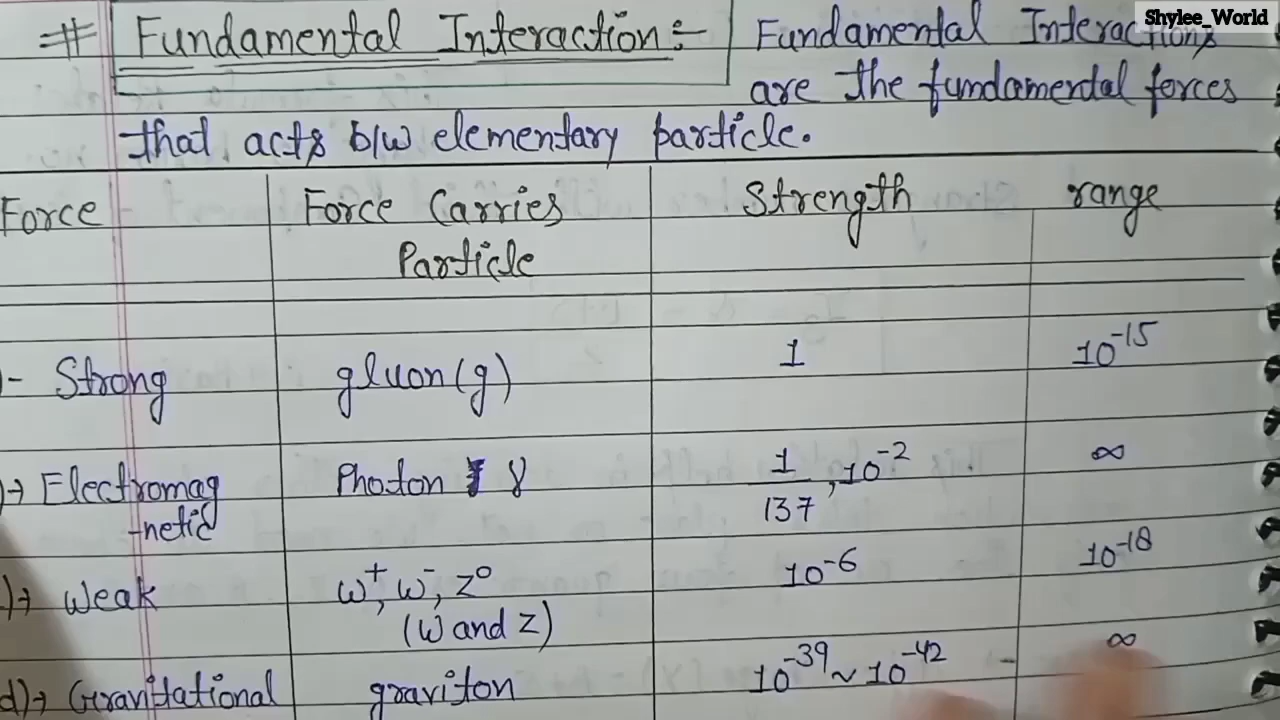 Shylee_World
# Fundamental Interaction :- Fundamental Interactions
are the fundamental forces
that acts b/w elementary particle.
Force Force Carries Strength range
Particle
)- Strong gluon(g) 1 10⁻¹⁵
)→ Electromag Photon γ 1/137, 10⁻² ∞
-netic
)→ Weak W⁺, W⁻, Z⁰ 10⁻⁶ 10⁻¹⁸
(W and Z)
d)→ Gravitational graviton 10⁻³⁹ ~ 10⁻⁴² - ∞